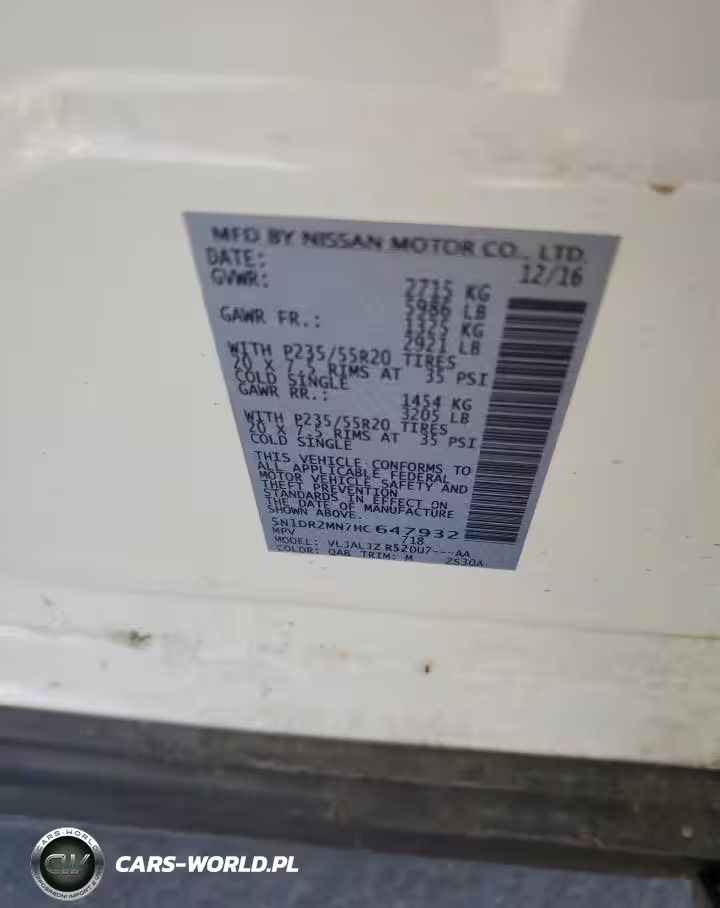 MFD BY NISSAN MOTOR CO., LTD.
DATE: 12/16
GVWR: 2715 KG
5986 LB
GAWR FR.: 1325 KG
2921 LB
WITH P235/55R20 TIRES
20 X 7.5 RIMS AT 35 PSI
COLD SINGLE
GAWR RR.: 1454 KG
3205 LB
WITH P235/55R20 TIRES
20 X 7.5 RIMS AT 35 PSI
COLD SINGLE
THIS VEHICLE CONFORMS TO
ALL APPLICABLE FEDERAL
MOTOR VEHICLE SAFETY AND
THEFT PREVENTION
STANDARDS IN EFFECT ON
THE DATE OF MANUFACTURE
SHOWN ABOVE.
5N1DR2MN7HC647932
MPV 718
MODEL: VLJALJZ R52DU7---AA
COLOR: QAB TRIM: M 2S30A
CARS-WORLD
CW
CARS-WORLD.PL